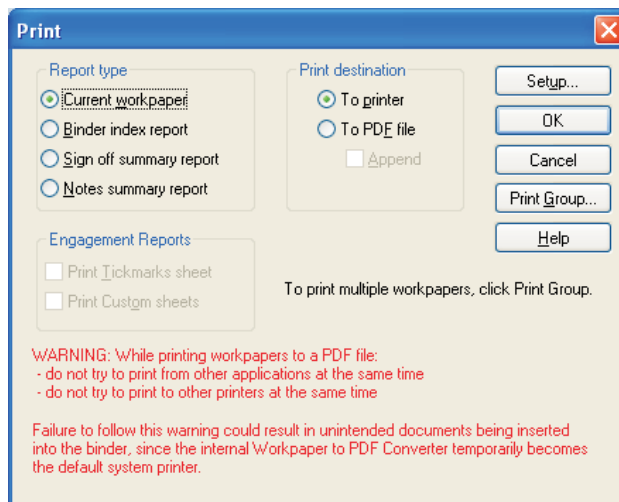 Print
Report type
Current workpaper
Binder index report
Sign off summary report
Notes summary report
Print destination
To printer
To PDF file
Append
Setup...
OK
Cancel
Print Group...
Help
Engagement Reports
Print Tickmarks sheet
Print Custom sheets
To print multiple workpapers, click Print Group.
WARNING: While printing workpapers to a PDF file:
- do not try to print from other applications at the same time
- do not try to print to other printers at the same time
Failure to follow this warning could result in unintended documents being inserted
into the binder, since the internal Workpaper to PDF Converter temporarily becomes
the default system printer.